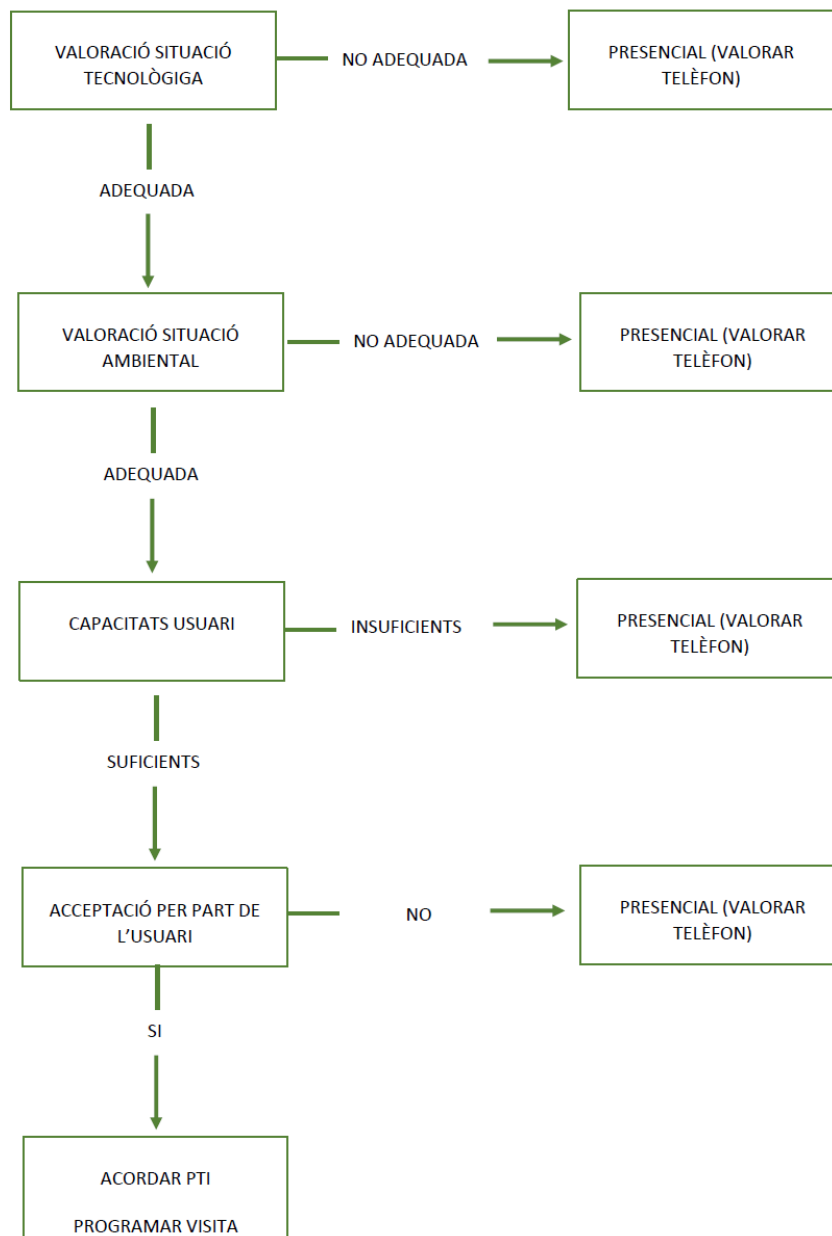 VALORACIÓ SITUACIÓ
TECNOLÒGIGA
NO ADEQUADA
PRESENCIAL (VALORAR
TELÈFON)
ADEQUADA
VALORACIÓ SITUACIÓ
AMBIENTAL
NO ADEQUADA
PRESENCIAL (VALORAR
TELÈFON)
ADEQUADA
CAPACITATS USUARI
INSUFICIENTS
PRESENCIAL (VALORAR
TELÈFON)
SUFICIENTS
ACCEPTACIÓ PER PART DE
L'USUARI
NO
PRESENCIAL (VALORAR
TELÈFON)
SI
ACORDAR PTI
PROGRAMAR VISITA